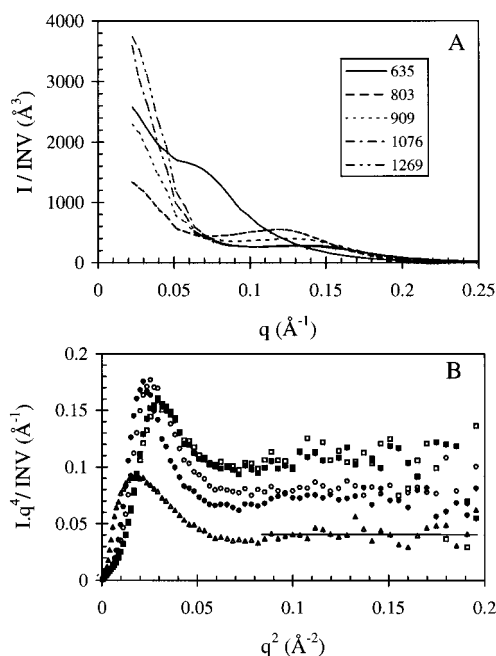 A
4000
3000
2000
1000
0
I / INV (Å³)
635
803
909
1076
1269
0 0.05 0.1 0.15 0.2 0.25
q (Å⁻¹)
B
0.2
0.15
0.1
0.05
0
I.q⁴/ INV (Å⁻¹)
0 0.05 0.1 0.15 0.2
q² (Å⁻²)